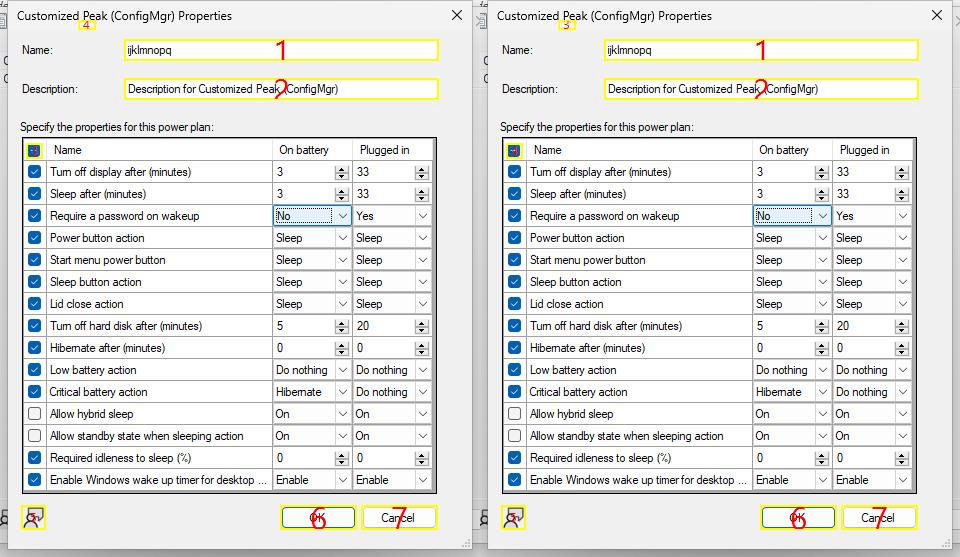 Customized Peak (ConfigMgr) Properties
4
Name: ijklmnopq 1
Description: Description for Customized Peak (ConfigMgr) 2
Specify the properties for this power plan:
Name On battery Plugged in
Turn off display after (minutes) 3 33
Sleep after (minutes) 3 33
Require a password on wakeup No Yes
Power button action Sleep Sleep
Start menu power button Sleep Sleep
Sleep button action Sleep Sleep
Lid close action Sleep Sleep
Turn off hard disk after (minutes) 5 20
Hibernate after (minutes) 0 0
Low battery action Do nothing Do nothing
Critical battery action Hibernate Do nothing
Allow hybrid sleep On On
Allow standby state when sleeping action On On
Required idleness to sleep (%) 0 0
Enable Windows wake up timer for desktop ... Enable Enable
OK 6 Cancel 7
Customized Peak (ConfigMgr) Properties
3
Name: ijklmnopq 1
Description: Description for Customized Peak (ConfigMgr) 2
Specify the properties for this power plan:
Name On battery Plugged in
Turn off display after (minutes) 3 33
Sleep after (minutes) 3 33
Require a password on wakeup No Yes
Power button action Sleep Sleep
Start menu power button Sleep Sleep
Sleep button action Sleep Sleep
Lid close action Sleep Sleep
Turn off hard disk after (minutes) 5 20
Hibernate after (minutes) 0 0
Low battery action Do nothing Do nothing
Critical battery action Hibernate Do nothing
Allow hybrid sleep On On
Allow standby state when sleeping action On On
Required idleness to sleep (%) 0 0
Enable Windows wake up timer for desktop ... Enable Enable
OK 6 Cancel 7